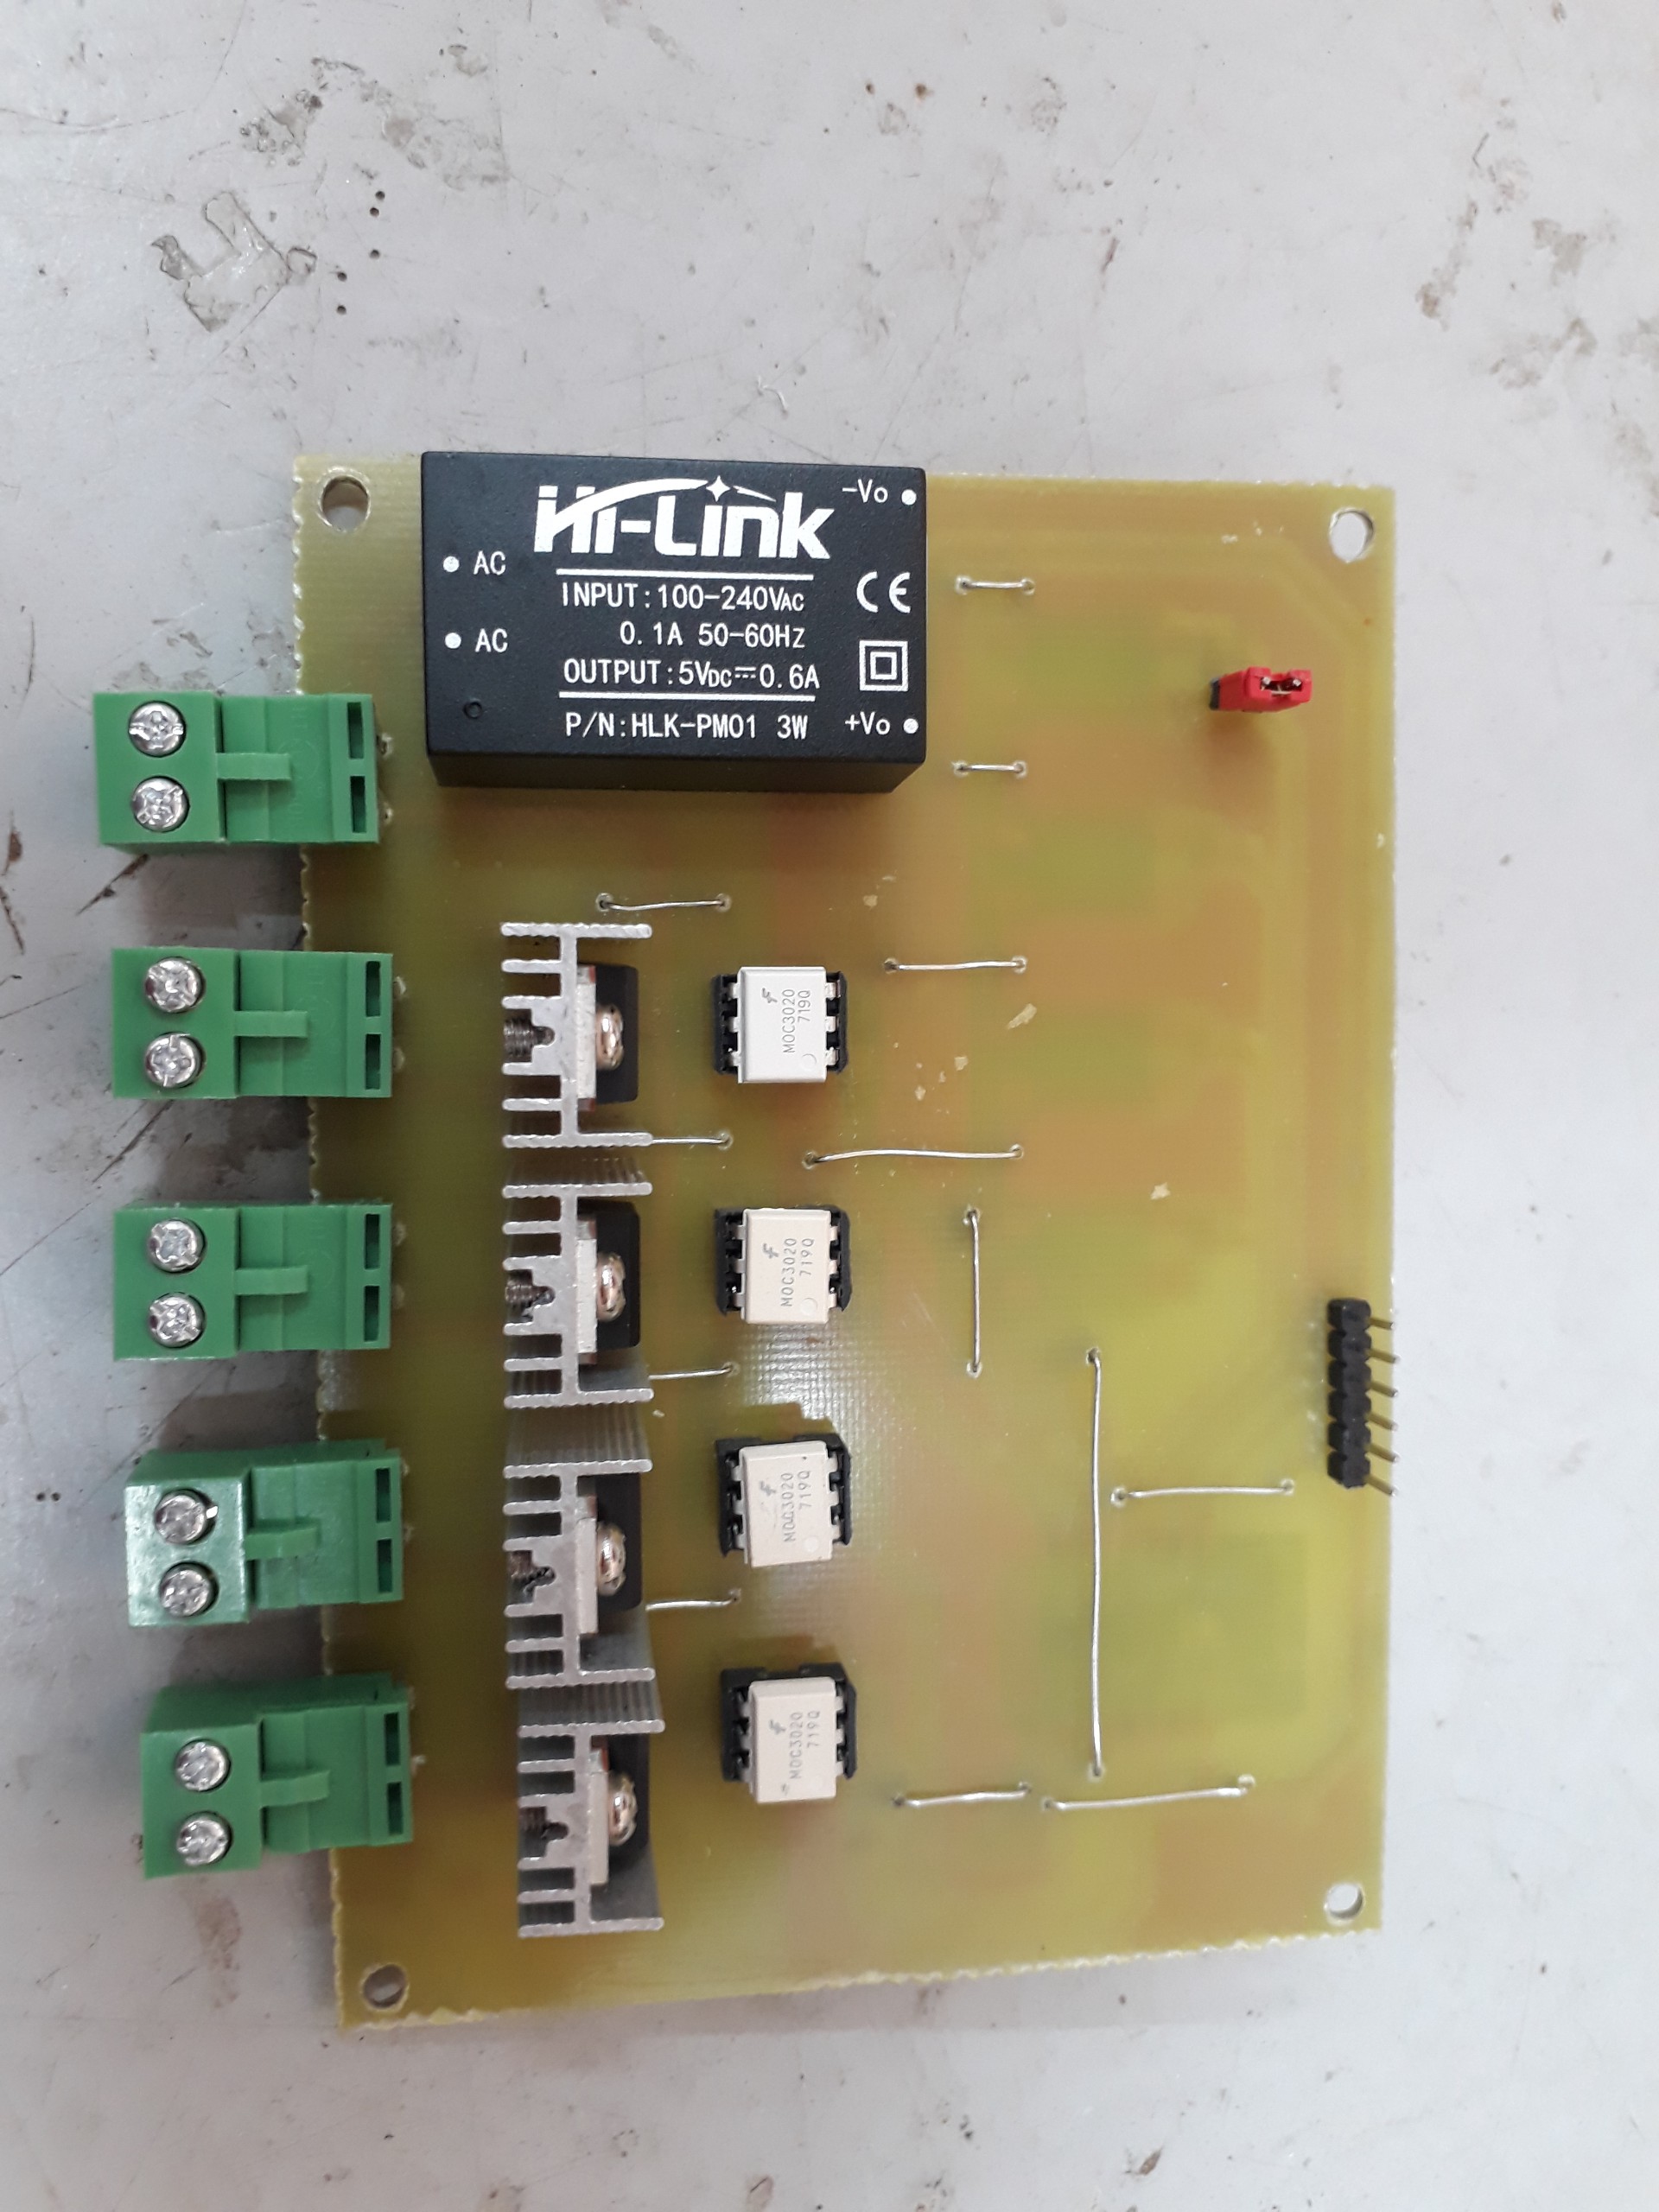 Hi-Link
-Vo
AC
AC
INPUT:100-240VAC
0.1A 50-60Hz
OUTPUT:5VDC⎓0.6A
P/N:HLK-PM01 3W
CE
+Vo
MOC3020
719Q
MOC3020
719Q
MOC3020
719Q
MOC3020
719Q